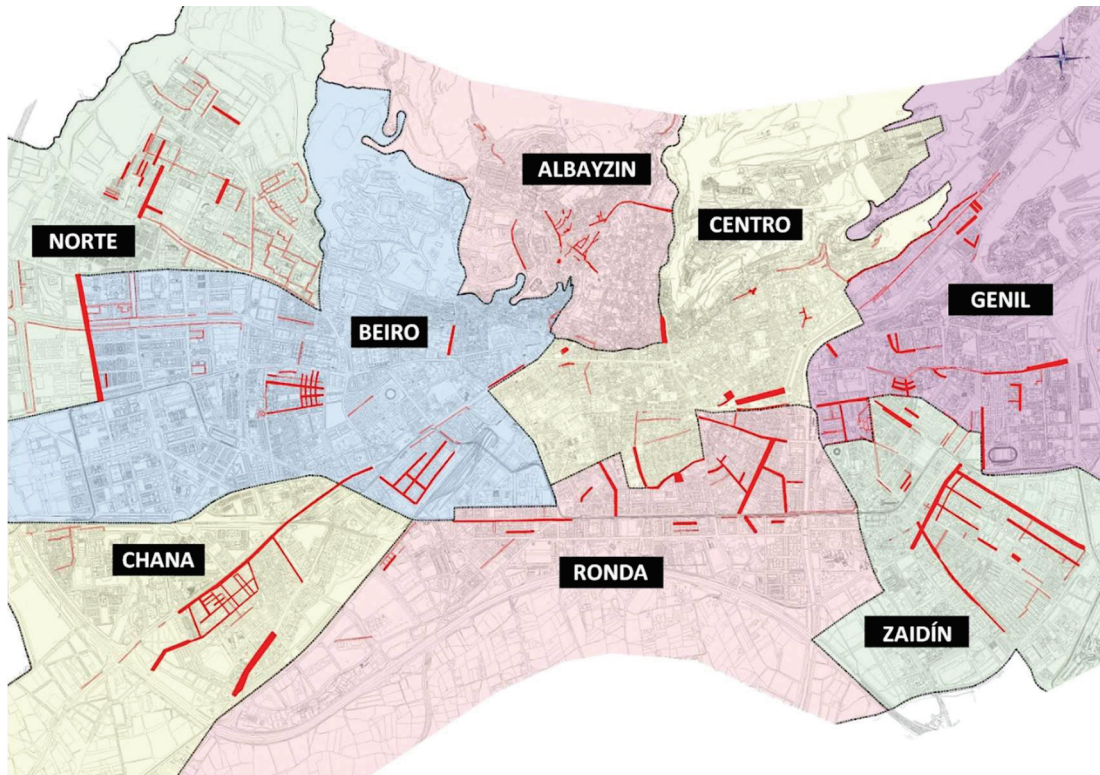 ALBAYZIN
CENTRO
NORTE
GENIL
BEIRO
CHANA
RONDA
ZAIDÍN